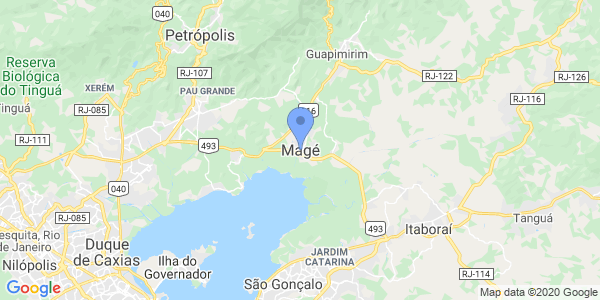 Petrópolis
Guapimirim
Reserva
Biológica
do Tinguá
XERÉM
RJ-107
RJ-122
RJ-126
040
PAU GRANDE
RJ-116
RJ-085
Tinguá
RJ-111
493
Magé
040
RJ-085
493
Tanguá
Itaboraí
esquita, Rio
de Janeiro
Duque
de Caxias
Nilópolis
Ilha do
Governador
JARDIM
CATARINA
São Gonçalo
RJ-114
Google
Map data ©2020 Google